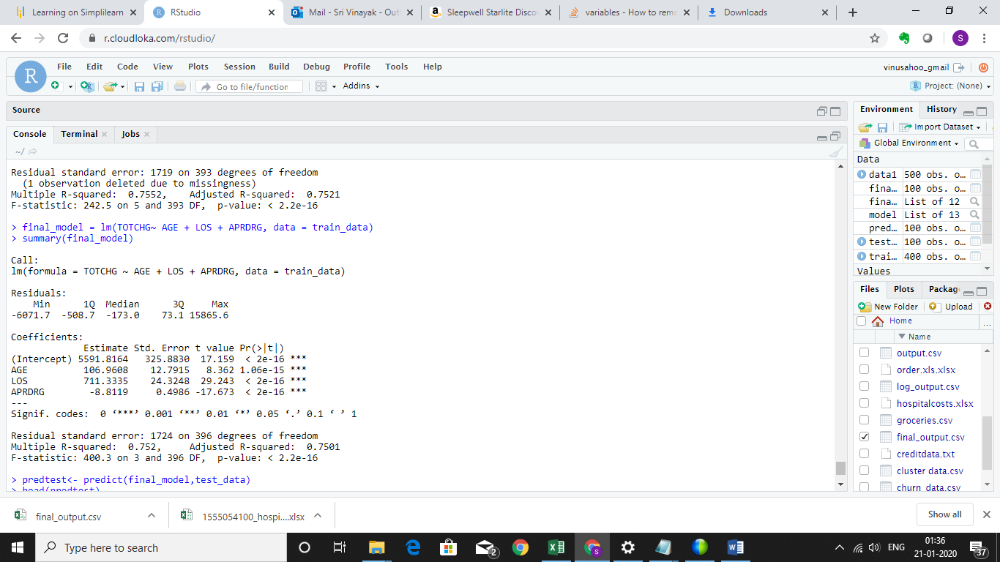 Learning on Simplilearn
RStudio
Mail - Sri Vinayak - Out
Sleepwell Starlite Disco
variables - How to rem
Downloads
r.cloudloka.com/rstudio/
S
R
File Edit Code View Plots Session Build Debug Profile Tools Help
vinusahoo_gmail
Go to file/function
Addins
Project: (None)
Source
Console Terminal Jobs
~/
Residual standard error: 1719 on 393 degrees of freedom
(1 observation deleted due to missingness)
Multiple R-squared:  0.7552,    Adjusted R-squared:  0.7521
F-statistic: 242.5 on 5 and 393 DF,  p-value: < 2.2e-16
> final_model = lm(TOTCHG~ AGE + LOS + APRDRG, data = train_data)
> summary(final_model)
Call:
lm(formula = TOTCHG ~ AGE + LOS + APRDRG, data = train_data)
Residuals:
Min      1Q  Median      3Q     Max
-6071.7  -508.7  -173.0    73.1 15865.6
Coefficients:
Estimate Std. Error t value Pr(>|t|)
(Intercept) 5591.8164   325.8830  17.159  < 2e-16 ***
AGE          106.9608    12.7915   8.362 1.06e-15 ***
LOS          711.3335    24.3248  29.243  < 2e-16 ***
APRDRG        -8.8119     0.4986 -17.673  < 2e-16 ***
---
Signif. codes:  0 ‘***’ 0.001 ‘**’ 0.01 ‘*’ 0.05 ‘.’ 0.1 ‘ ’ 1
Residual standard error: 1724 on 396 degrees of freedom
Multiple R-squared:  0.752,     Adjusted R-squared:  0.7501
F-statistic: 400.3 on 3 and 396 DF,  p-value: < 2.2e-16
> predtest<- predict(final_model,test_data)
> head(predtest)
Environment History
Import Dataset
Global Environment
Data
data1 500 obs. o…
fina… 100 obs. o…
fina… List of 12
model List of 13
pred… 100 obs. o…
test… 100 obs. o…
trai… 400 obs. o…
Values
Files Plots Packag
New Folder Upload
Home ...
Name
output.csv
order.xls.xlsx
log_output.csv
hospitalcosts.xlsx
groceries.csv
final_output.csv
creditdata.txt
cluster data.csv
churn_data.csv
final_output.csv
1555054100_hospi....xlsx
Show all
Type here to search
2
S
ENG
01:36
21-01-2020
37